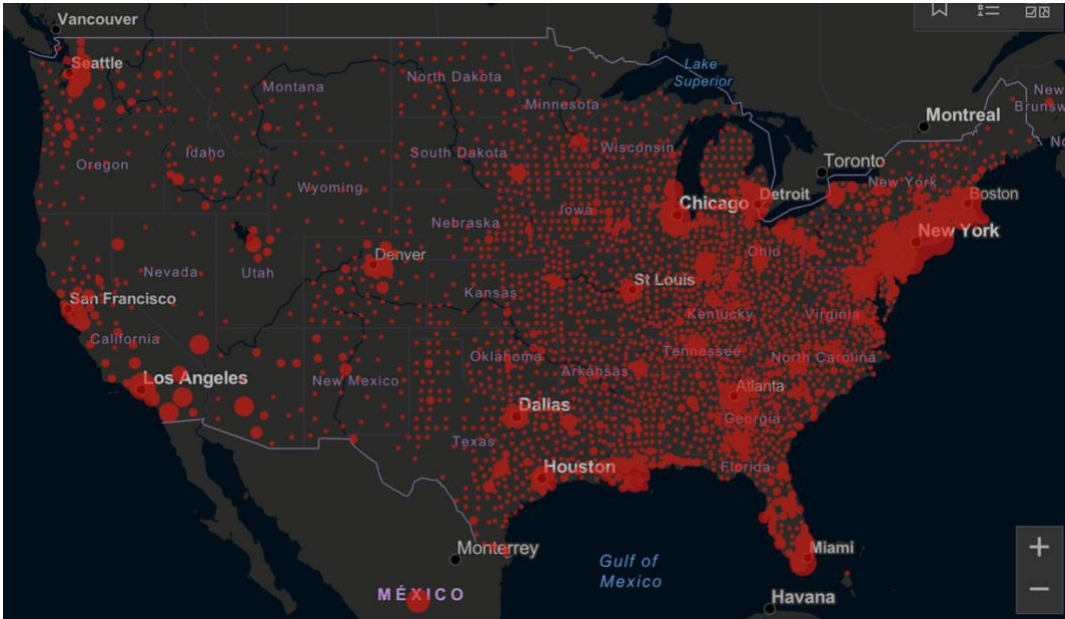 Vancouver
Seattle
Lake
Superior
North Dakota
Montana
Minnesota
New
Brunsw
Montreal
No
Wisconsin
South Dakota
Oregon
Idaho
Toronto
Wyoming
New York
Detroit
Boston
Chicago
Iowa
Nebraska
New York
Ohio
Denver
Nevada
Utah
St Louis
Kansas
San Francisco
Kentucky
Virginia
California
Tennessee
North Carolina
Oklahoma
Arkansas
Los Angeles
New Mexico
Atlanta
Dallas
Georgia
Texas
Houston
Florida
Monterrey
Miami
Gulf of
Mexico
MÉXICO
Havana
+
−